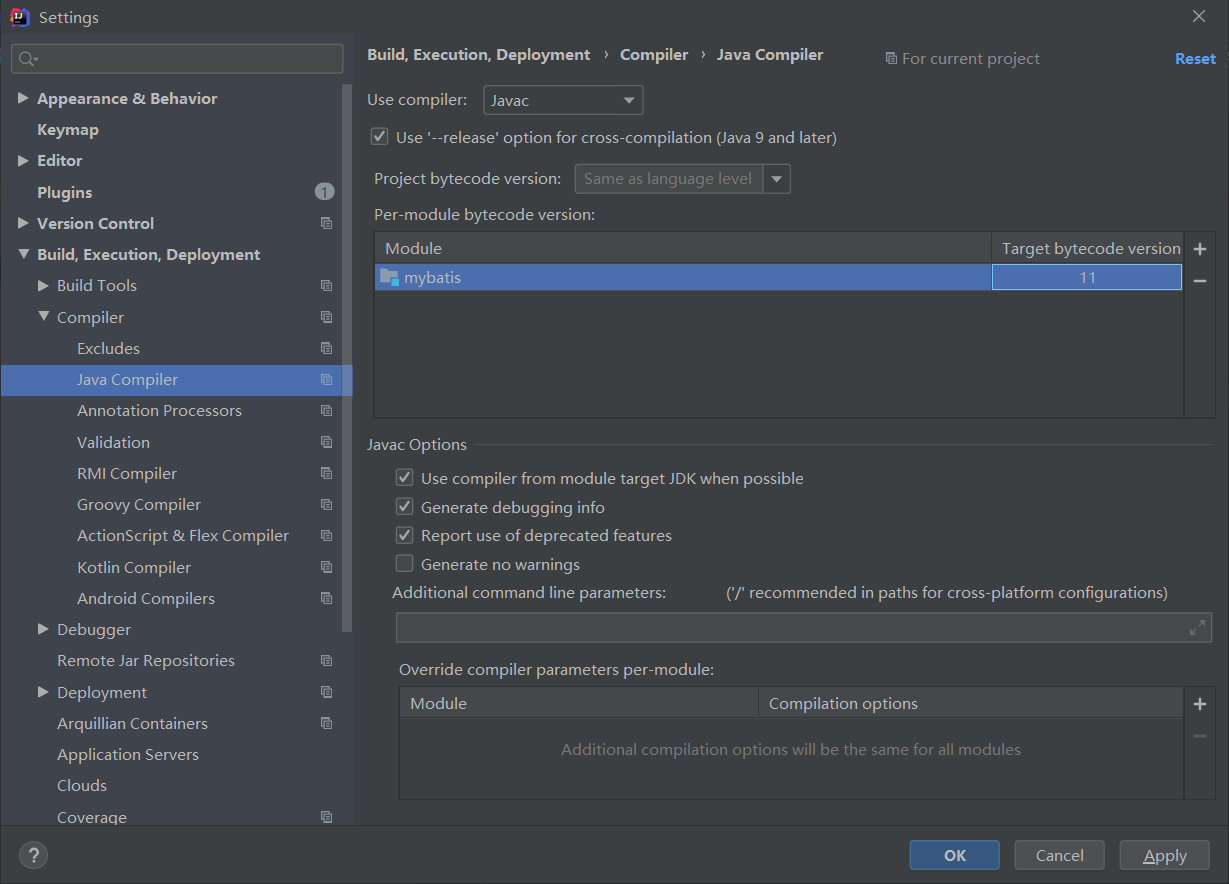 Settings
Build, Execution, Deployment › Compiler › Java Compiler
For current project
Reset
Appearance & Behavior
Keymap
Editor
Plugins 1
Version Control
Build, Execution, Deployment
Build Tools
Compiler
Excludes
Java Compiler
Annotation Processors
Validation
RMI Compiler
Groovy Compiler
ActionScript & Flex Compiler
Kotlin Compiler
Android Compilers
Debugger
Remote Jar Repositories
Deployment
Arquillian Containers
Application Servers
Clouds
Coverage
Use compiler: Javac
Use '--release' option for cross-compilation (Java 9 and later)
Project bytecode version: Same as language level
Per-module bytecode version:
Module Target bytecode version
mybatis 11
Javac Options
Use compiler from module target JDK when possible
Generate debugging info
Report use of deprecated features
Generate no warnings
Additional command line parameters: ('/' recommended in paths for cross-platform configurations)
Override compiler parameters per-module:
Module Compilation options
Additional compilation options will be the same for all modules
? OK Cancel Apply